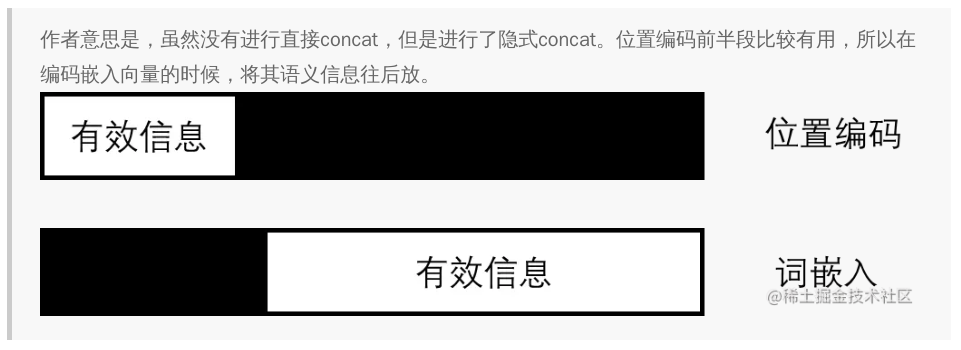 作者意思是，虽然没有进行直接concat，但是进行了隐式concat。位置编码前半段比较有用，所以在
编码嵌入向量的时候，将其语义信息往后放。
有效信息
位置编码
有效信息
词嵌入
@稀土掘金技术社区